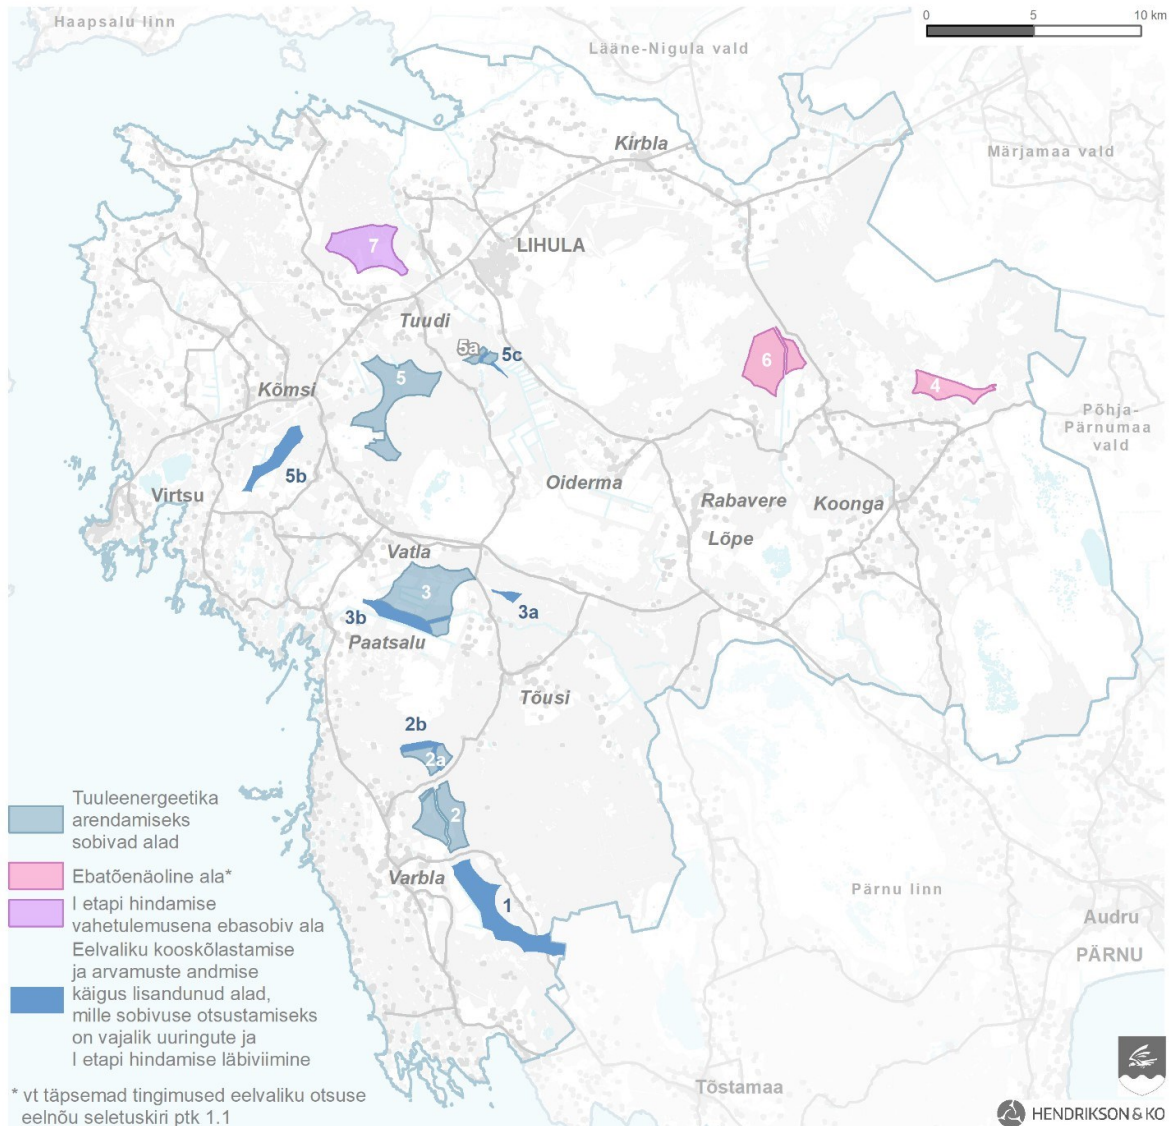 Haapsalu linn
0 5 10 km
Lääne-Nigula vald
Kirbla
Märjamaa vald
7
LIHULA
Tuudi
5a
5c
6
5
4
Kõmsi
Põhja-
Pärnumaa
vald
5b
Virtsu
Oiderma
Rabavere
Koonga
Lõpe
Vatla
3
3a
3b
Paatsalu
Tõusi
2b
2a
2
Varbla
1
Pärnu linn
Audru
PÄRNU
Tõstamaa
Tuuleenergeetika
arendamiseks
sobivad alad
Ebatõenäoline ala*
I etapi hindamise
vahetulemusena ebasobiv ala
Eelvaliku kooskõlastamise
ja arvamuste andmise
käigus lisandunud alad,
mille sobivuse otsustamiseks
on vajalik uuringute ja
I etapi hindamise läbiviimine
* vt täpsemad tingimused eelvaliku otsuse
eelnõu seletuskiri ptk 1.1
HENDRIKSON & KO